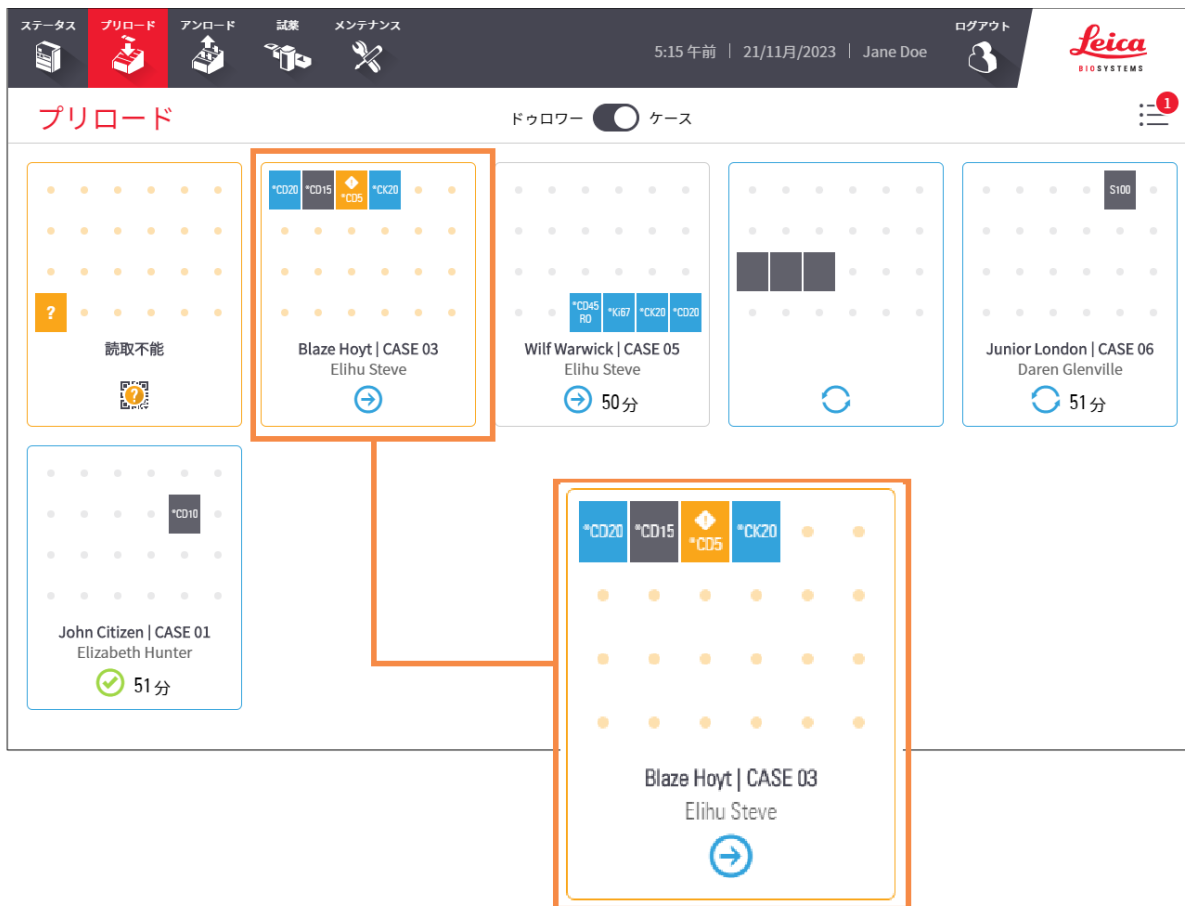 ステータス
プリロード
アンロード
試薬
メンテナンス
5:15 午前 | 21/11月/2023 | Jane Doe
ログアウト
Leica
BIOSYSTEMS
プリロード
ドゥロワー
ケース
1
?
読取不能
?
*CD20 *CD15 *CD5 *CK20
Blaze Hoyt | CASE 03
Elihu Steve
*CD45
RO
*Ki67 *CK20 *CD20
Wilf Warwick | CASE 05
Elihu Steve
50分
S100
Junior London | CASE 06
Daren Glenville
51分
*CD10
John Citizen | CASE 01
Elizabeth Hunter
51分
*CD20 *CD15 *CD5 *CK20
Blaze Hoyt | CASE 03
Elihu Steve